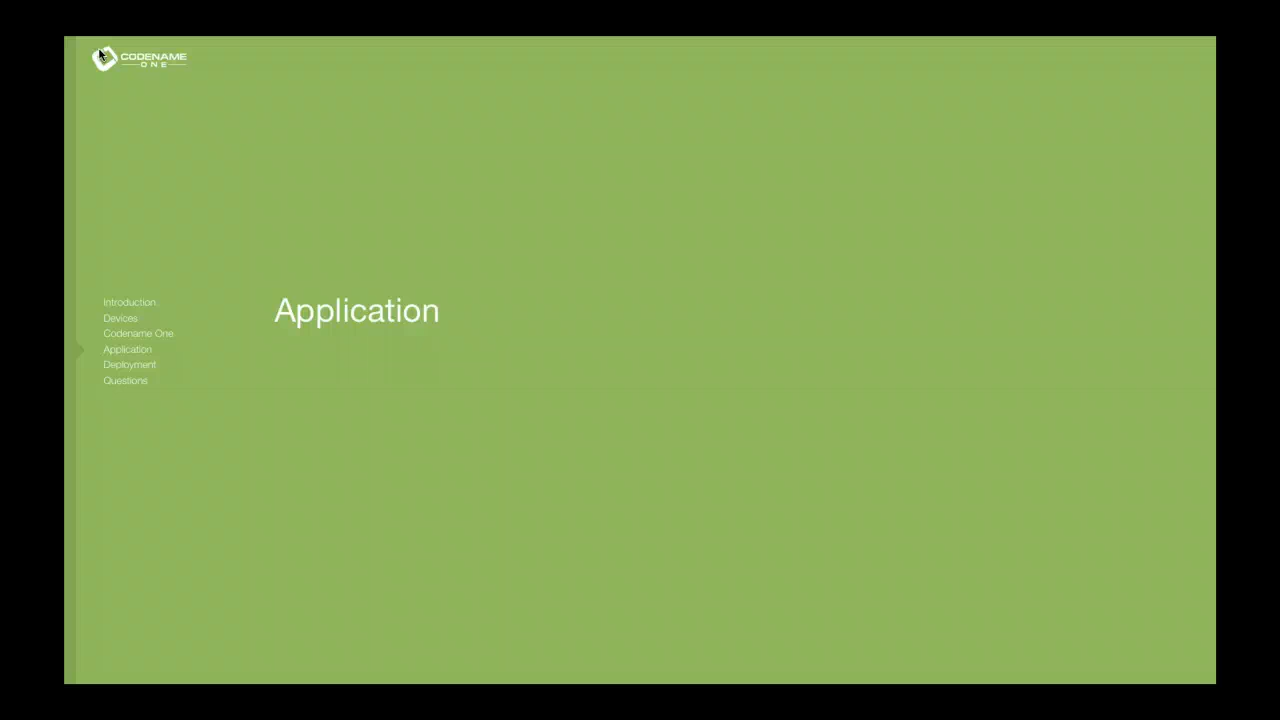 CODENAME
ONE
Introduction
Devices
Codename One
Application
Deployment
Questions
Application